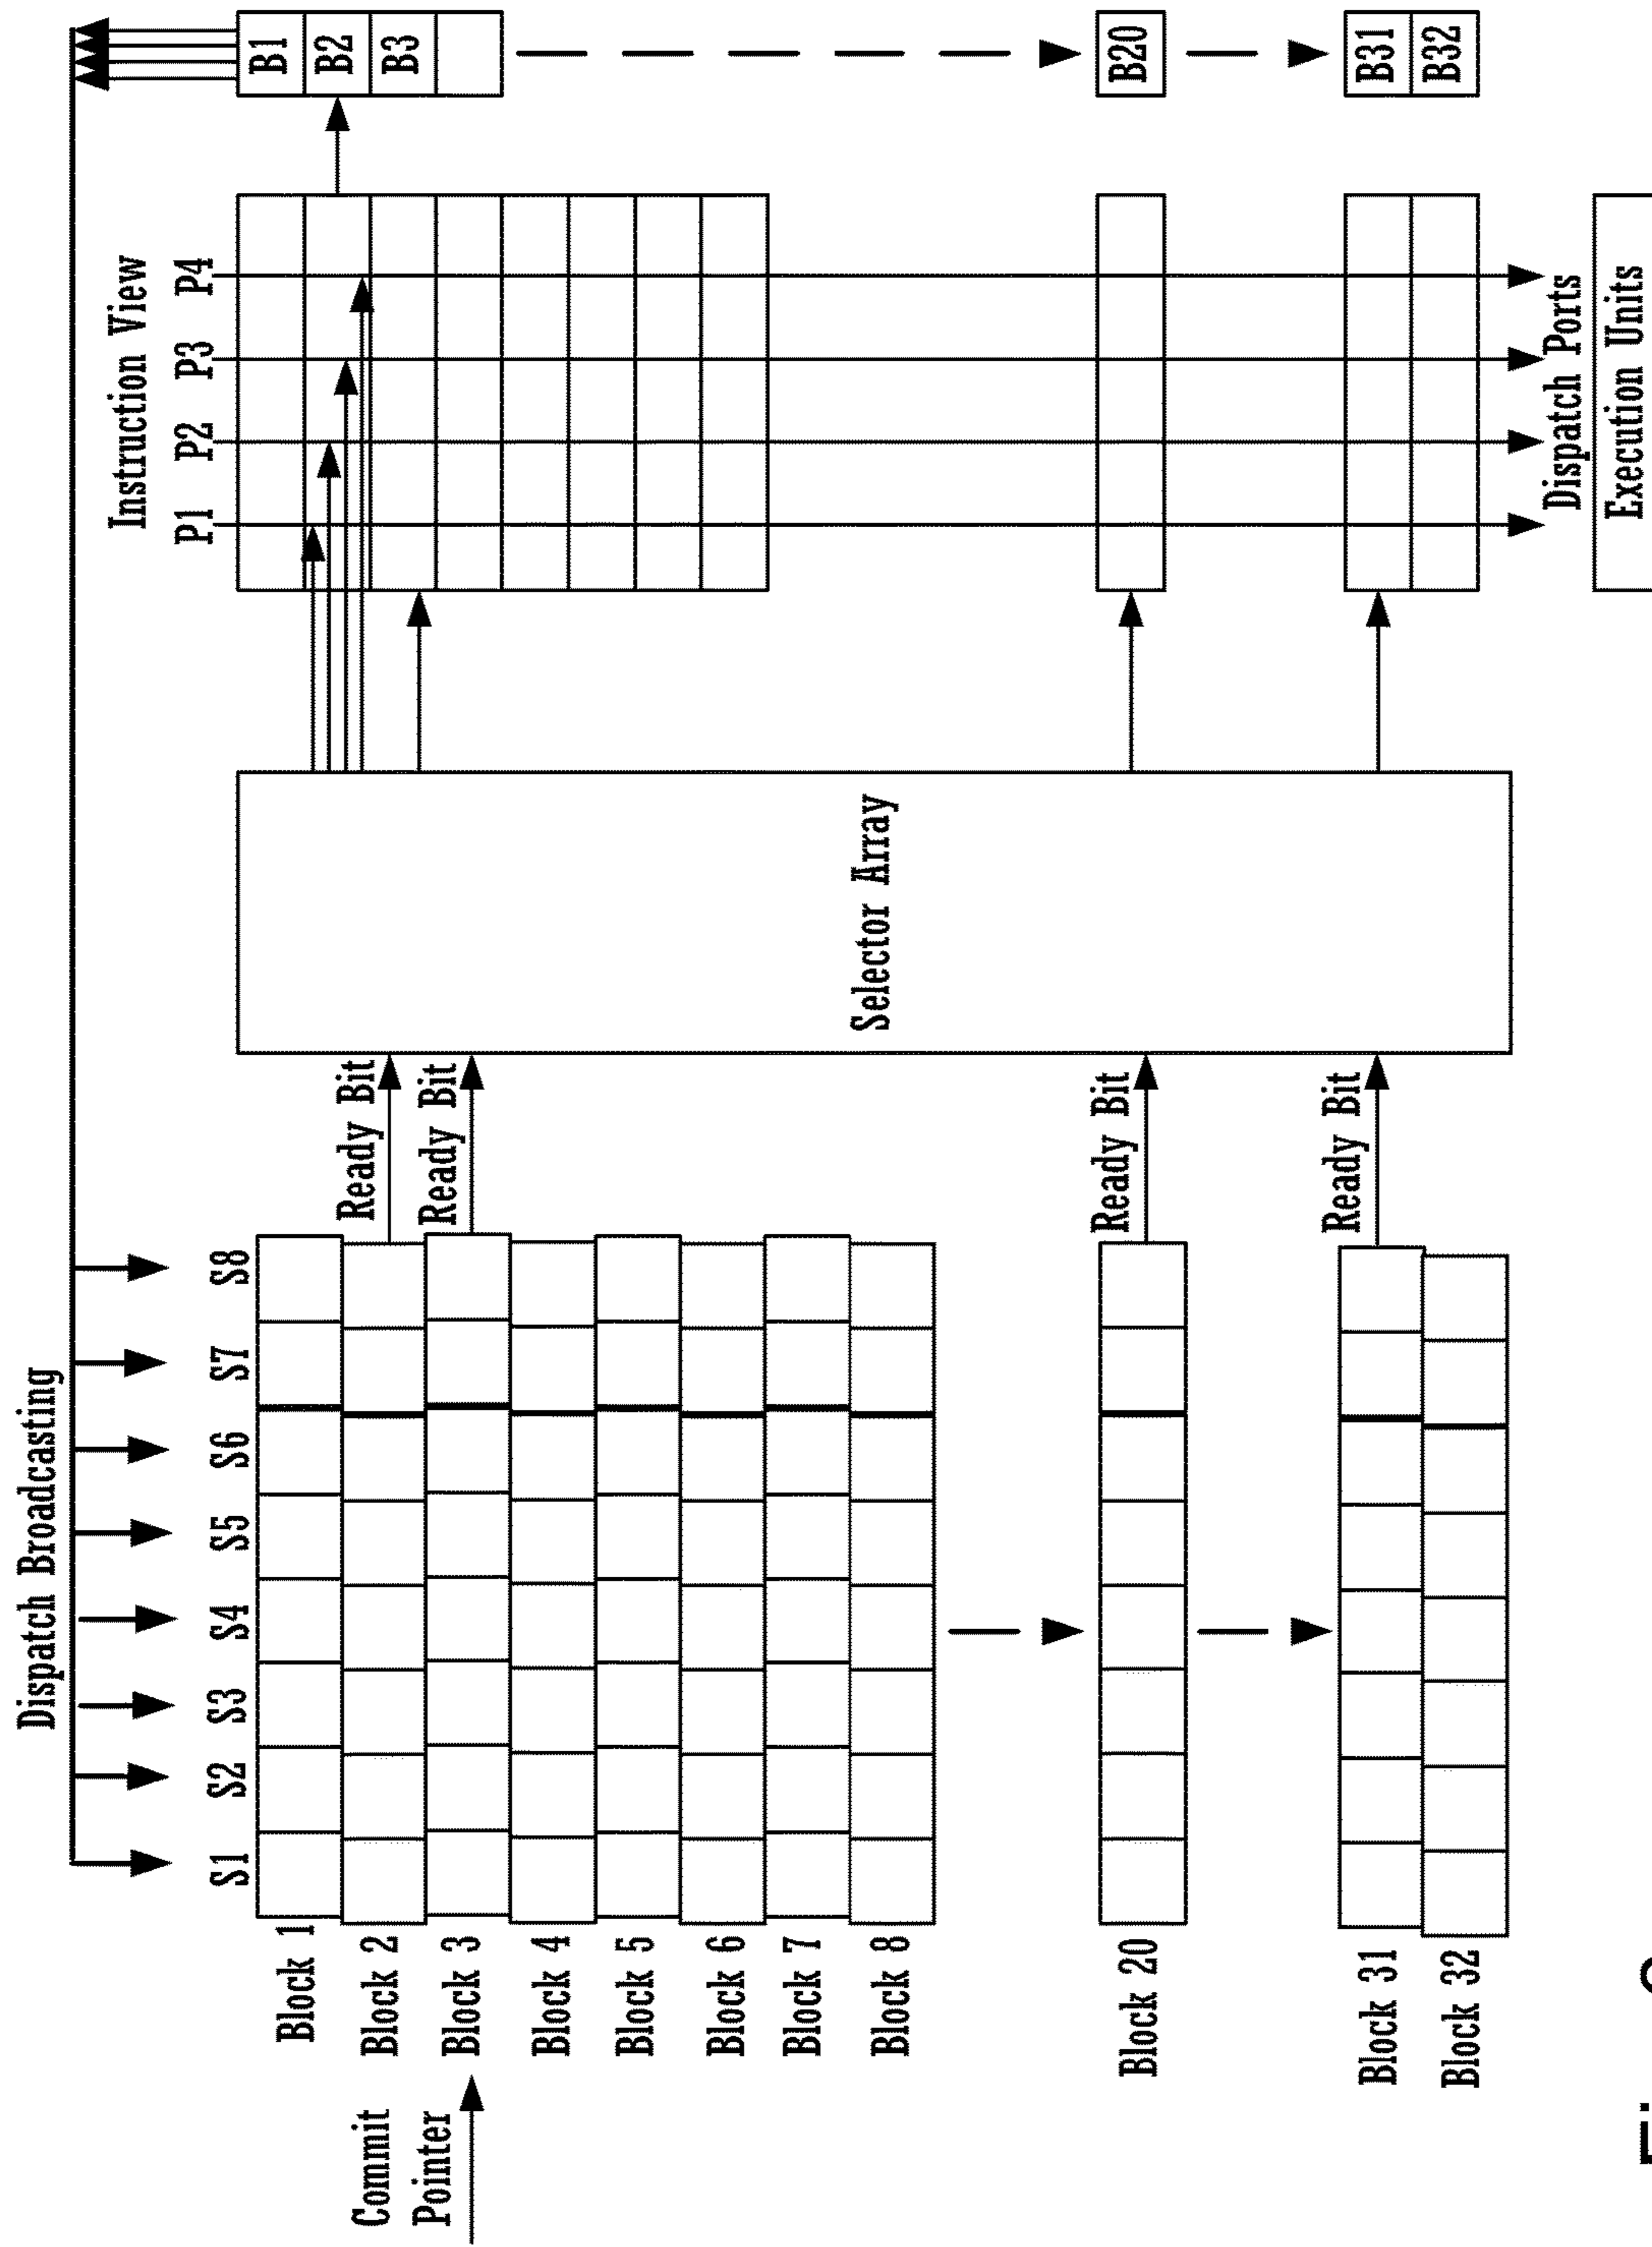 Dispatch Broadcasting
S1 S2 S3 S4 S5 S6 S7 S8
Block 1
Block 2
Block 3
Block 4
Block 5
Block 6
Block 7
Block 8
Block 20
Block 31
Block 32
Commit
Pointer
Ready Bit
Ready Bit
Ready Bit
Ready Bit
Selector Array
Instruction View
P1 P2 P3 P4
Dispatch Ports
Execution Units
B1
B2
B3
B20
B31
B32